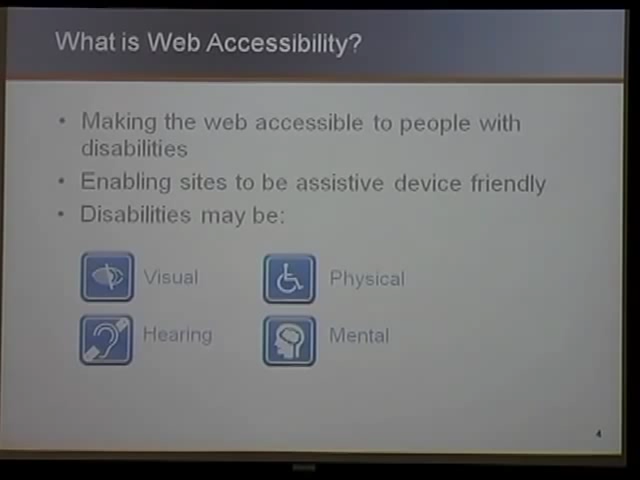 What is Web Accessibility?
• Making the web accessible to people with
disabilities
• Enabling sites to be assistive device friendly
• Disabilities may be:
Visual
Physical
Hearing
Mental
4